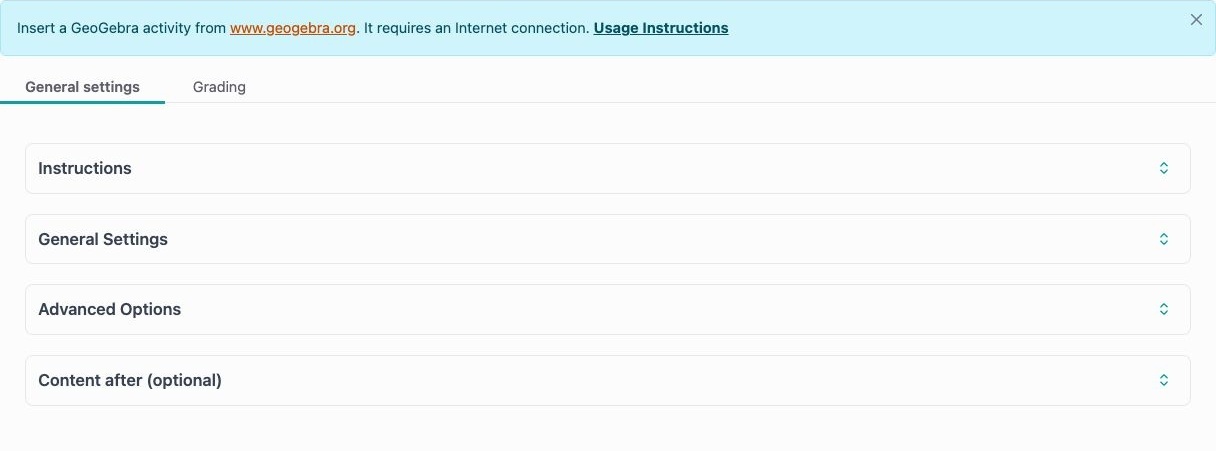 Insert a GeoGebra activity from www.geogebra.org. It requires an Internet connection. Usage Instructions
General settings
Grading
Instructions
General Settings
Advanced Options
Content after (optional)